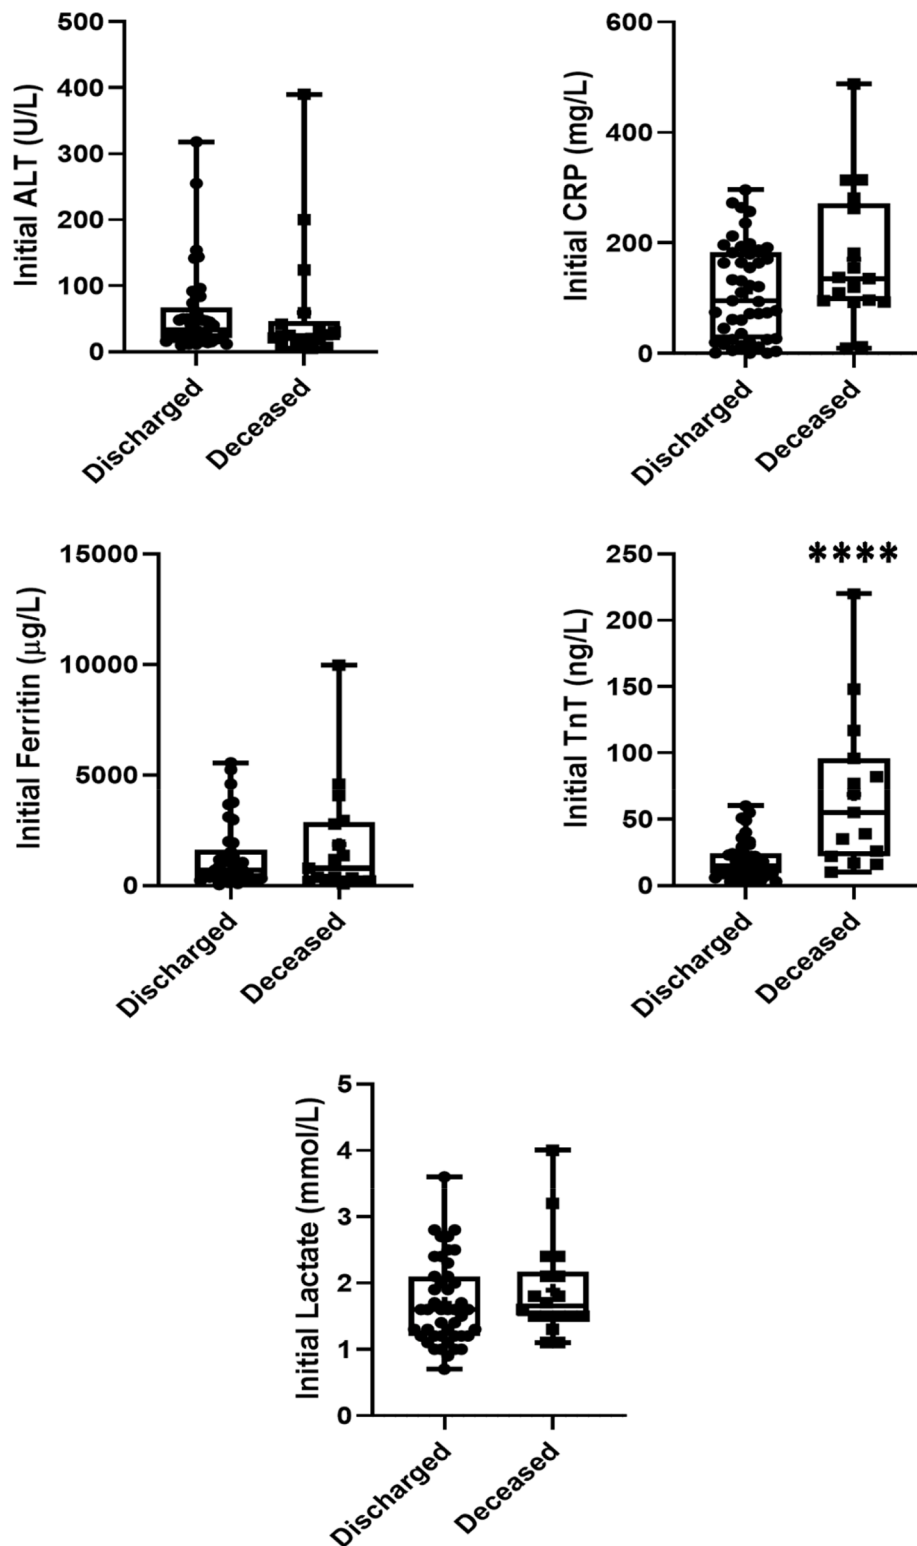 Initial ALT (U/L)
500
400
300
200
100
0
Discharged
Deceased
Initial CRP (mg/L)
600
400
200
0
Discharged
Deceased
Initial Ferritin (µg/L)
15000
10000
5000
0
Discharged
Deceased
Initial TnT (ng/L)
250
200
150
100
50
0
****
Discharged
Deceased
Initial Lactate (mmol/L)
5
4
3
2
1
0
Discharged
Deceased